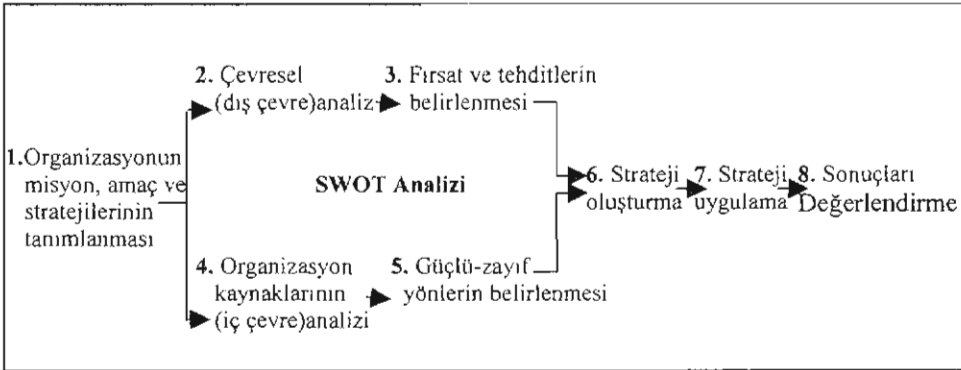 1.Organizasyonun
misyon, amaç ve
stratejilerinin
tanımlanması
2. Çevresel
(dış çevre)analiz
3. Fırsat ve tehditlerin
belirlenmesi
SWOT Analizi
4. Organizasyon
kaynaklarının
(iç çevre)analizi
5. Güçlü-zayıf
yönlerin belirlenmesi
6. Strateji
oluşturma
7. Strateji
uygulama
8. Sonuçları
Değerlendirme